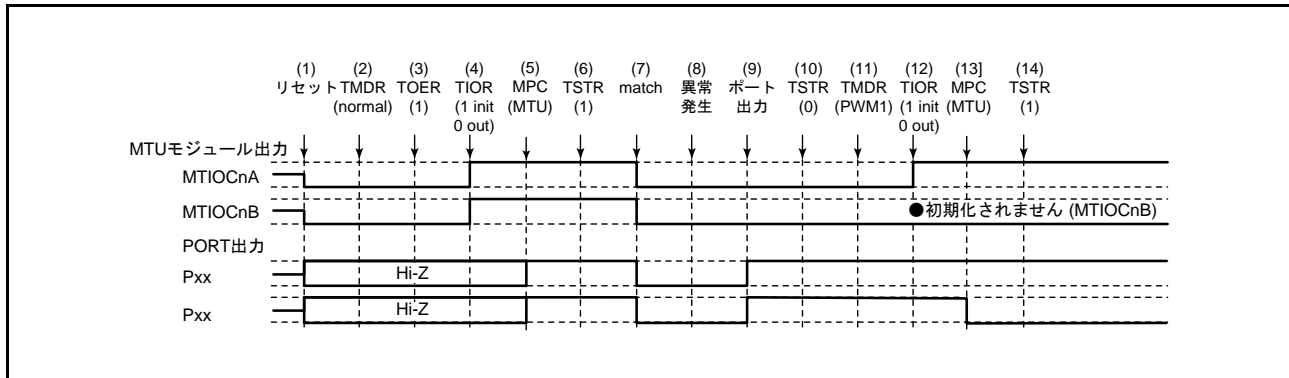 (1) (2) (3) (4) (5) (6) (7) (8) (9) (10) (11) (12) (13] (14)
リセット TMDR TOER TIOR MPC TSTR match 異常 ポート TSTR TMDR TIOR MPC TSTR
(normal) (1) (1 init (MTU) (1) 発生 出力 (0) (PWM1) (1 init (MTU) (1)
0 out) 0 out)
MTUモジュール出力
MTIOCnA
MTIOCnB ●初期化されません (MTIOCnB)
PORT出力
Pxx Hi-Z
Pxx Hi-Z